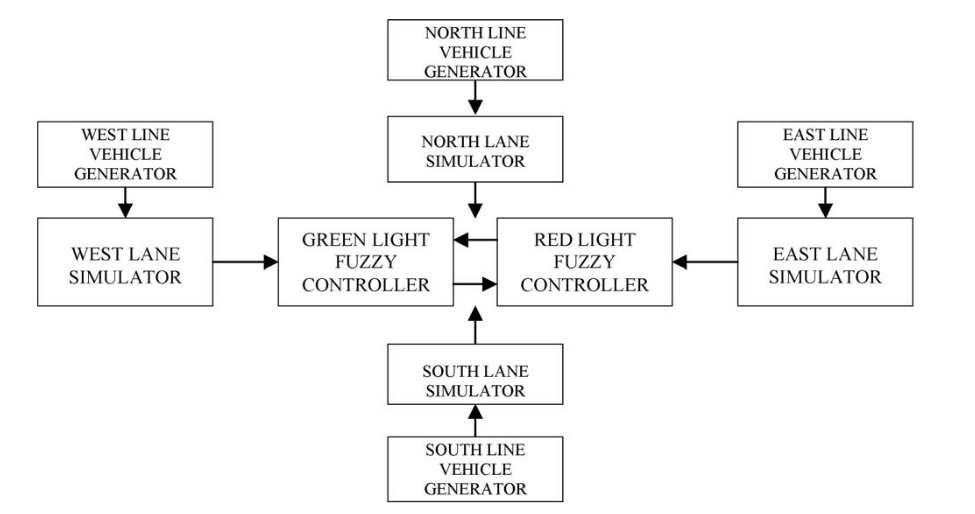 NORTH LINE
VEHICLE
GENERATOR
WEST LINE
VEHICLE
GENERATOR
NORTH LANE
SIMULATOR
EAST LINE
VEHICLE
GENERATOR
WEST LANE
SIMULATOR
GREEN LIGHT
FUZZY
CONTROLLER
RED LIGHT
FUZZY
CONTROLLER
EAST LANE
SIMULATOR
SOUTH LANE
SIMULATOR
SOUTH LINE
VEHICLE
GENERATOR